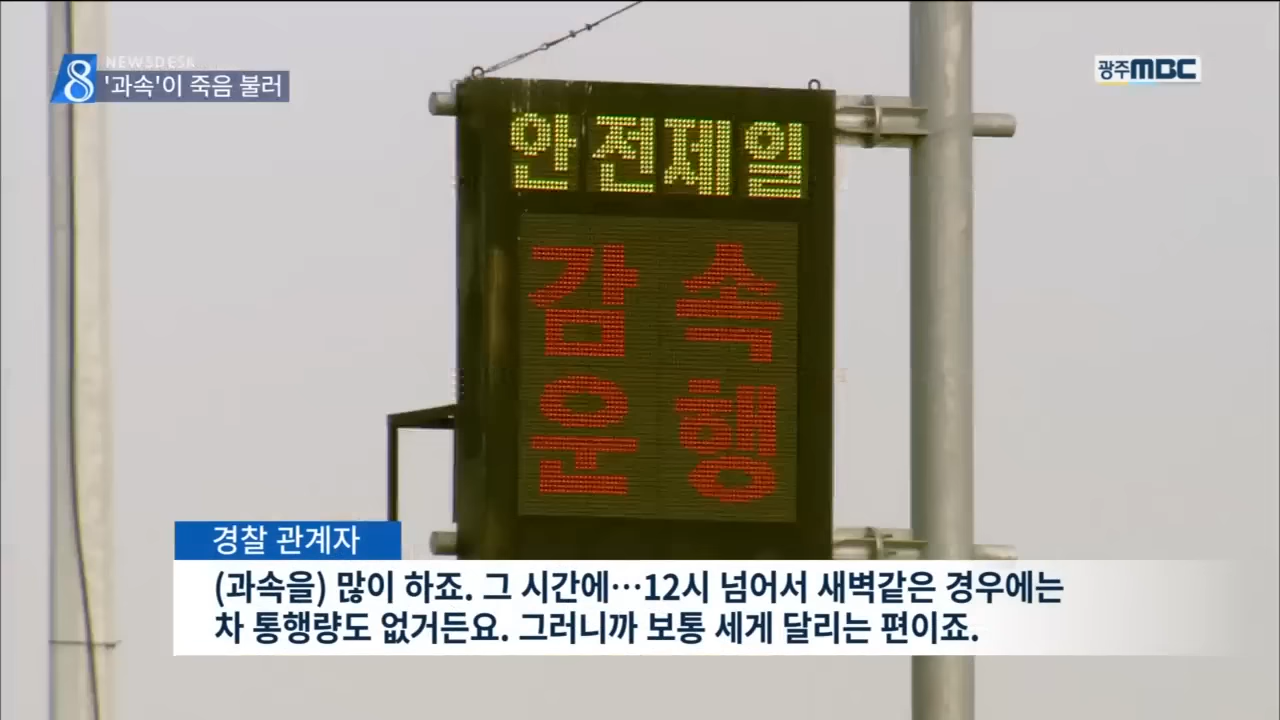 NEWSDESK
8 '과속'이 죽음 불러
광주MBC
안전제일
감속
운행
경찰 관계자
(과속을) 많이 하죠. 그 시간에…12시 넘어서 새벽같은 경우에는
차 통행량도 없거든요. 그러니까 보통 세게 달리는 편이죠.